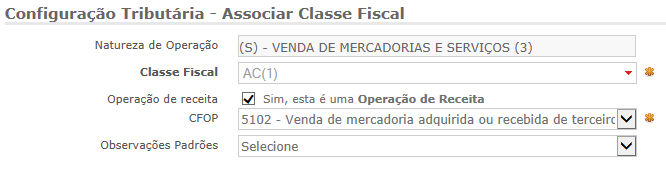 Configuração Tributária - Associar Classe Fiscal
Natureza de Operação (S) - VENDA DE MERCADORIAS E SERVIÇOS (3)
Classe Fiscal AC(1)
Operação de receita Sim, esta é uma Operação de Receita
CFOP 5102 - Venda de mercadoria adquirida ou recebida de terceiro
Observações Padrões Selecione